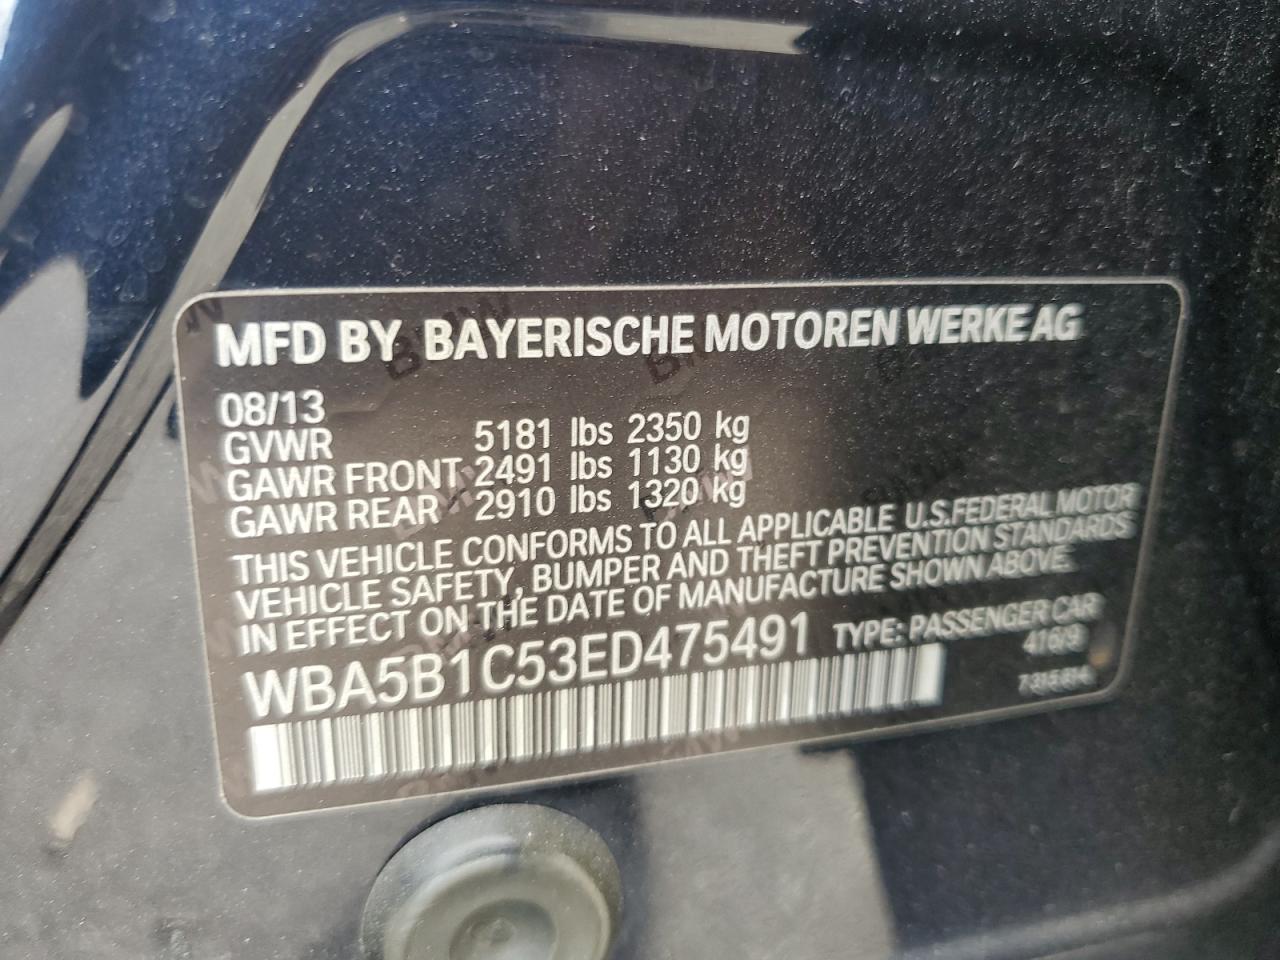 MFD BY BAYERISCHE MOTOREN WERKE AG
08/13
GVWR 5181 lbs 2350 kg
GAWR FRONT 2491 lbs 1130 kg
GAWR REAR 2910 lbs 1320 kg
THIS VEHICLE CONFORMS TO ALL APPLICABLE U.S.FEDERAL MOTOR
VEHICLE SAFETY, BUMPER AND THEFT PREVENTION STANDARDS
IN EFFECT ON THE DATE OF MANUFACTURE SHOWN ABOVE.
WBA5B1C53ED475491 TYPE: PASSENGER CAR
416/9